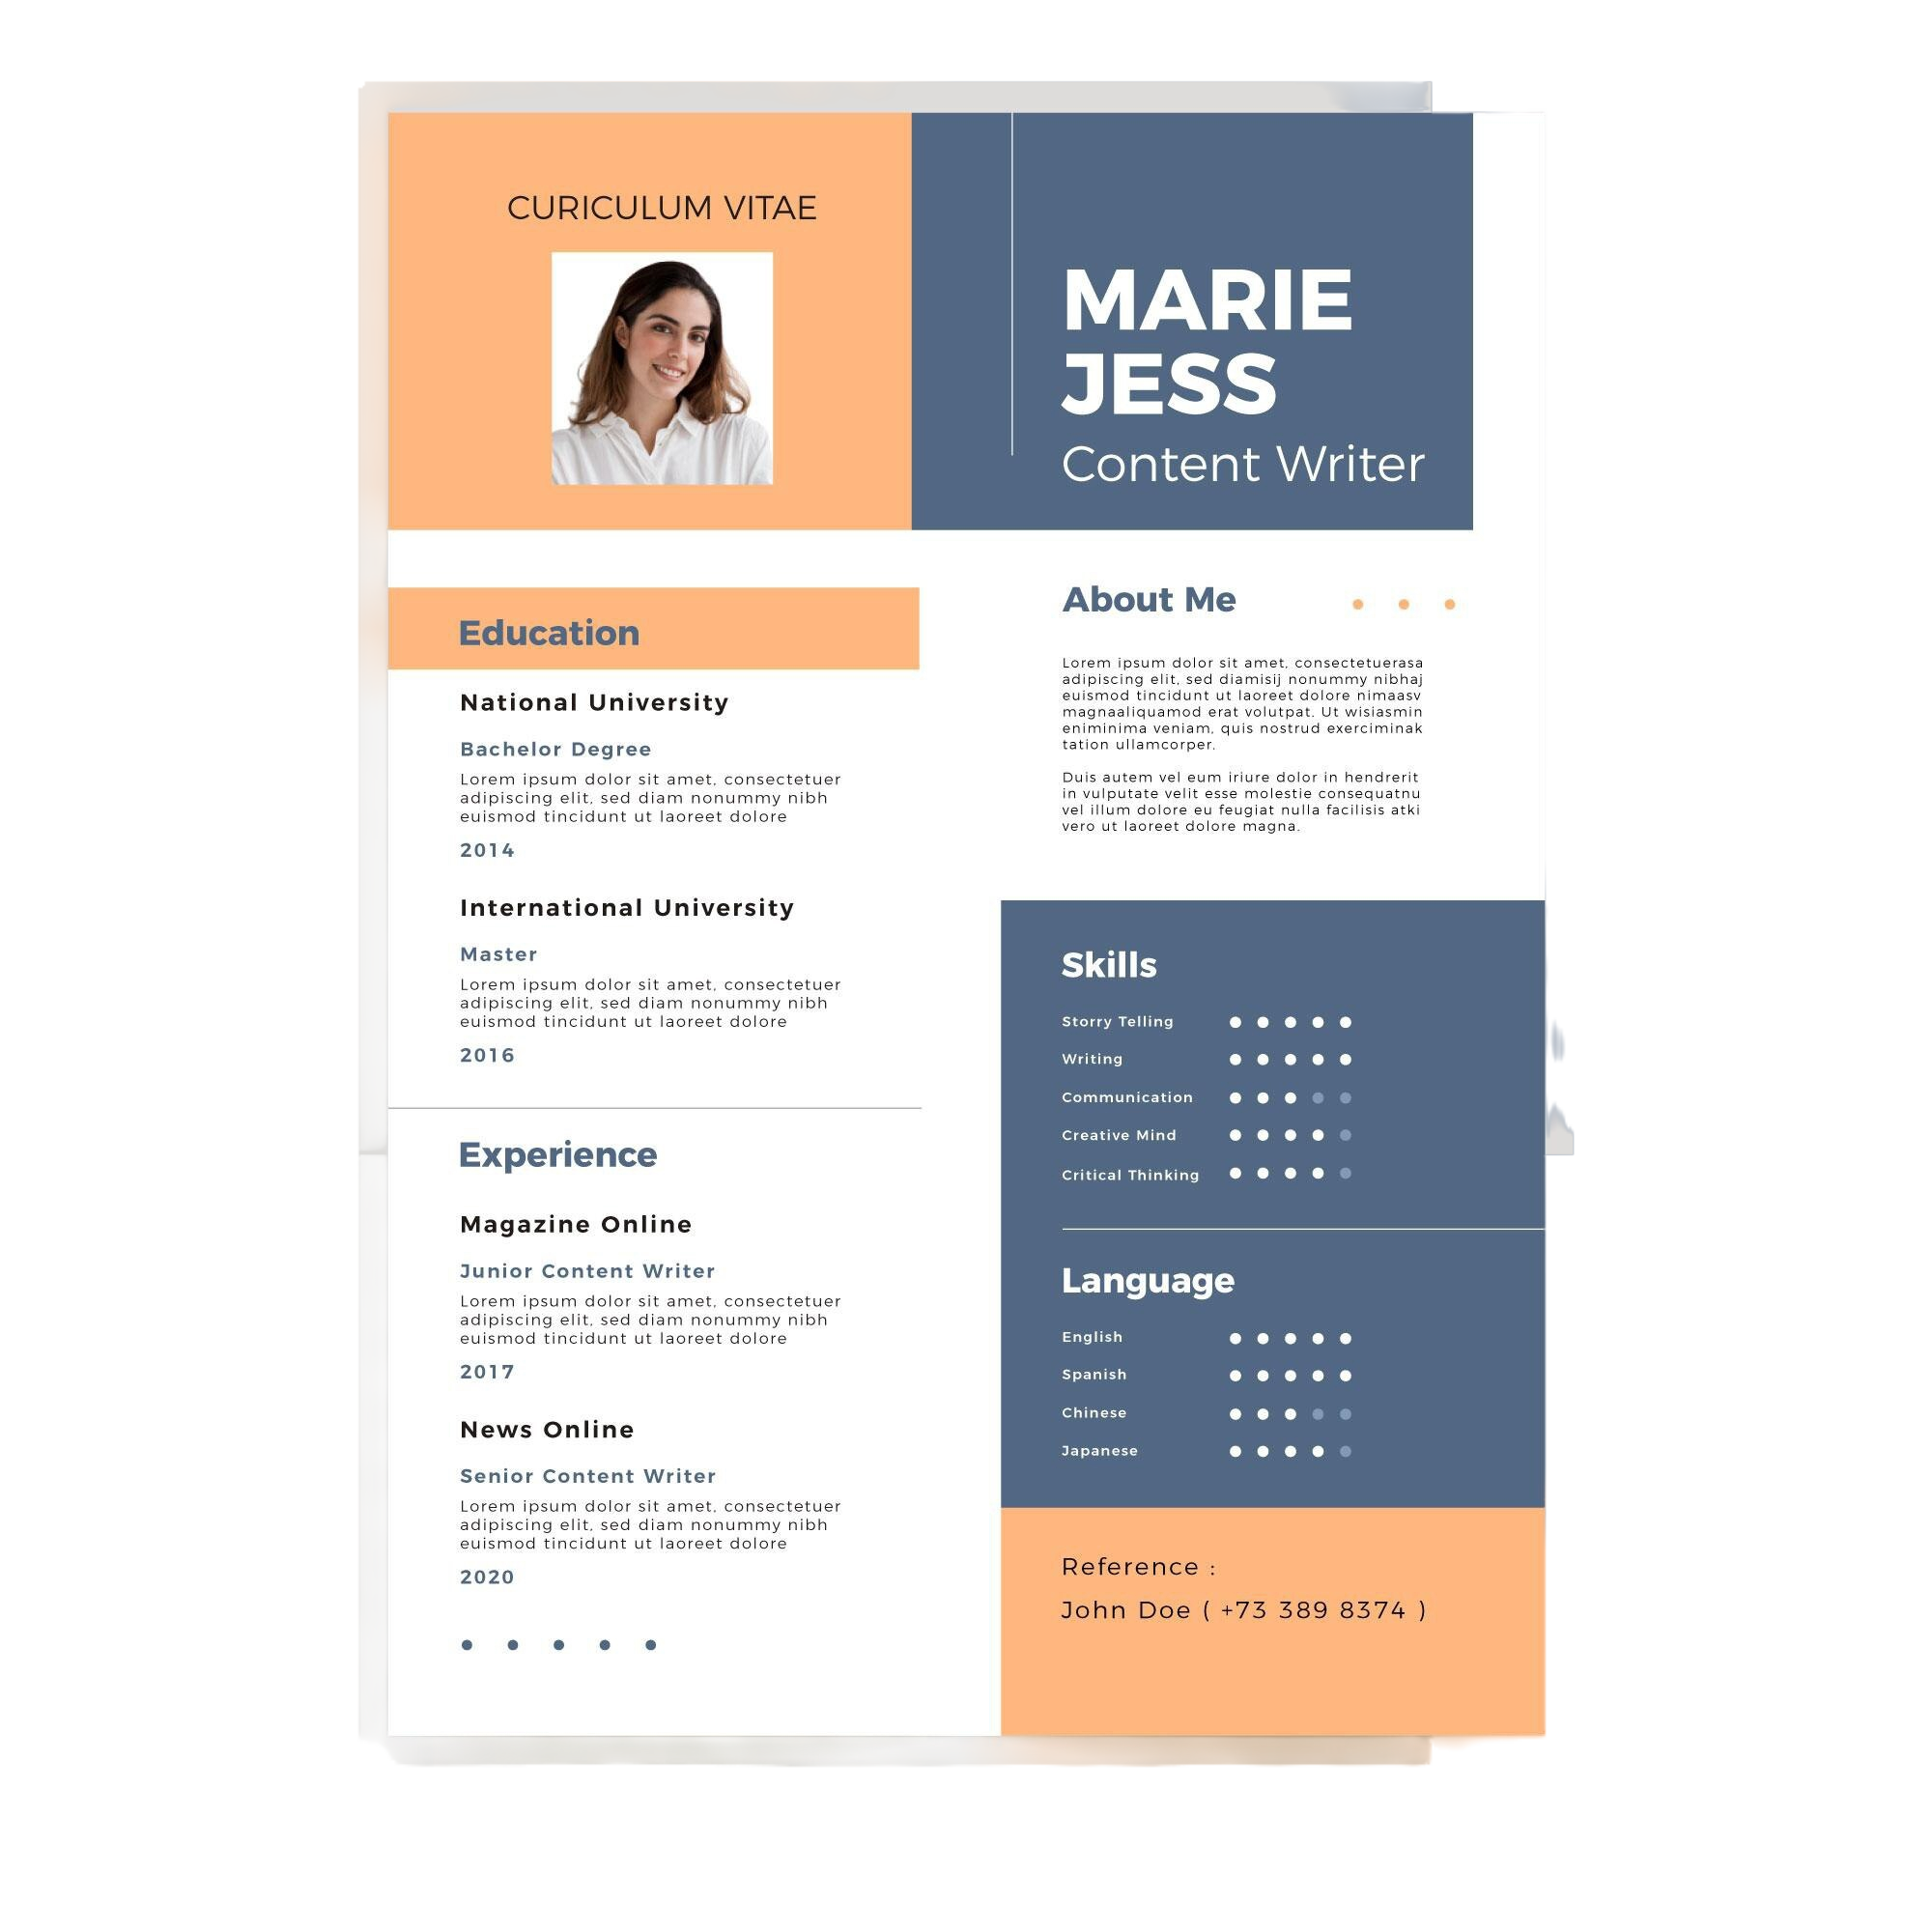 CURICULUM VITAE
MARIE
JESS
Content Writer
Education
National University
Bachelor Degree
Lorem ipsum dolor sit amet, consectetuer
adipiscing elit, sed diam nonummy nibh
euismod tincidunt ut laoreet dolore
2014
International University
Master
Lorem ipsum dolor sit amet, consectetuer
adipiscing elit, sed diam nonummy nibh
euismod tincidunt ut laoreet dolore
2016
Experience
Magazine Online
Junior Content Writer
Lorem ipsum dolor sit amet, consectetuer
adipiscing elit, sed diam nonummy nibh
euismod tincidunt ut laoreet dolore
2017
News Online
Senior Content Writer
Lorem ipsum dolor sit amet, consectetuer
adipiscing elit, sed diam nonummy nibh
euismod tincidunt ut laoreet dolore
2020
About Me
Lorem ipsum dolor sit amet, consectetuerasa
adipiscing elit, sed diamisij nonummy nibhaj
euismod tincidunt ut laoreet dolore nimaasv
magnaaliquamod erat volutpat. Ut wisiasmin
eniminima veniam, quis nostrud exerciminak
tation ullamcorper.
Duis autem vel eum iriure dolor in hendrerit
in vulputate velit esse molestie consequatnu
vel illum dolore eu feugiat nulla facilisis atki
vero ut laoreet dolore magna.
Skills
Storry Telling
Writing
Communication
Creative Mind
Critical Thinking
Language
English
Spanish
Chinese
Japanese
Reference :
John Doe ( +73 389 8374 )